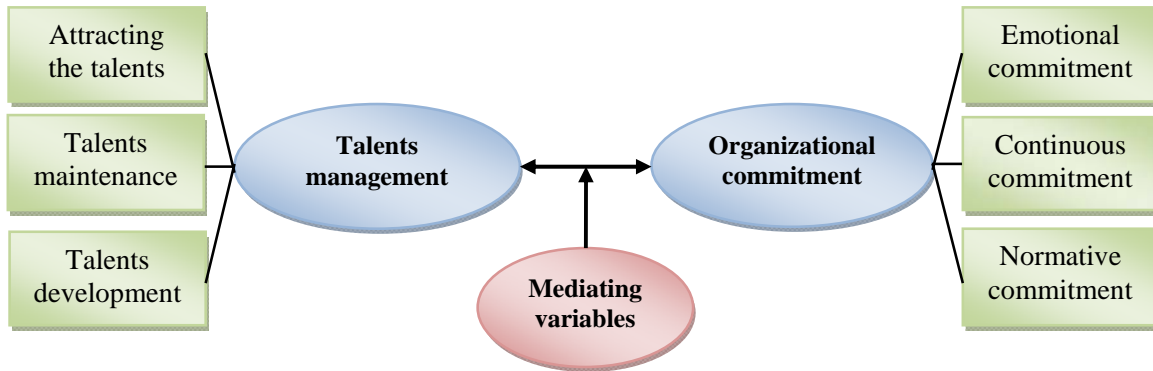 Attracting
the talents
Talents
maintenance
Talents
development
Talents
management
Organizational
commitment
Mediating
variables
Emotional
commitment
Continuous
commitment
Normative
commitment